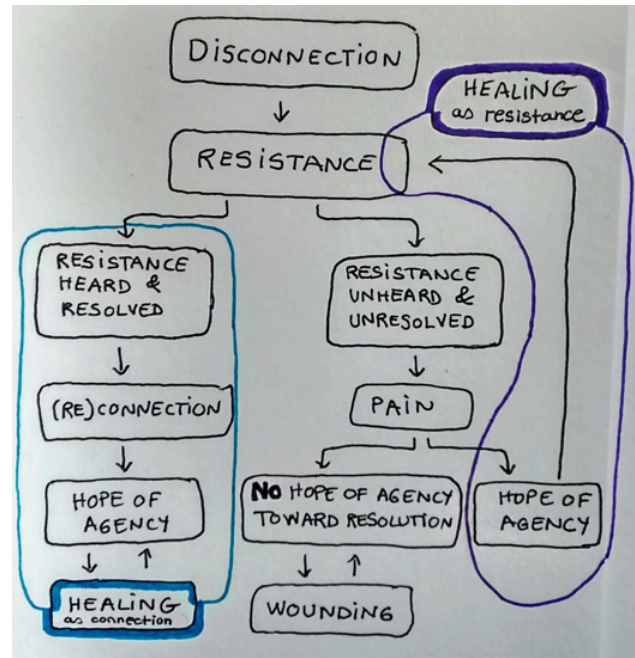 DISCONNECTION
HEALING
as resistance
RESISTANCE
RESISTANCE
HEARD &
RESOLVED
RESISTANCE
UNHEARD &
UNRESOLVED
(RE)CONNECTION
PAIN
HOPE OF
AGENCY
NO HOPE OF AGENCY
TOWARD RESOLUTION
HOPE OF
AGENCY
HEALING
as connection
WOUNDING